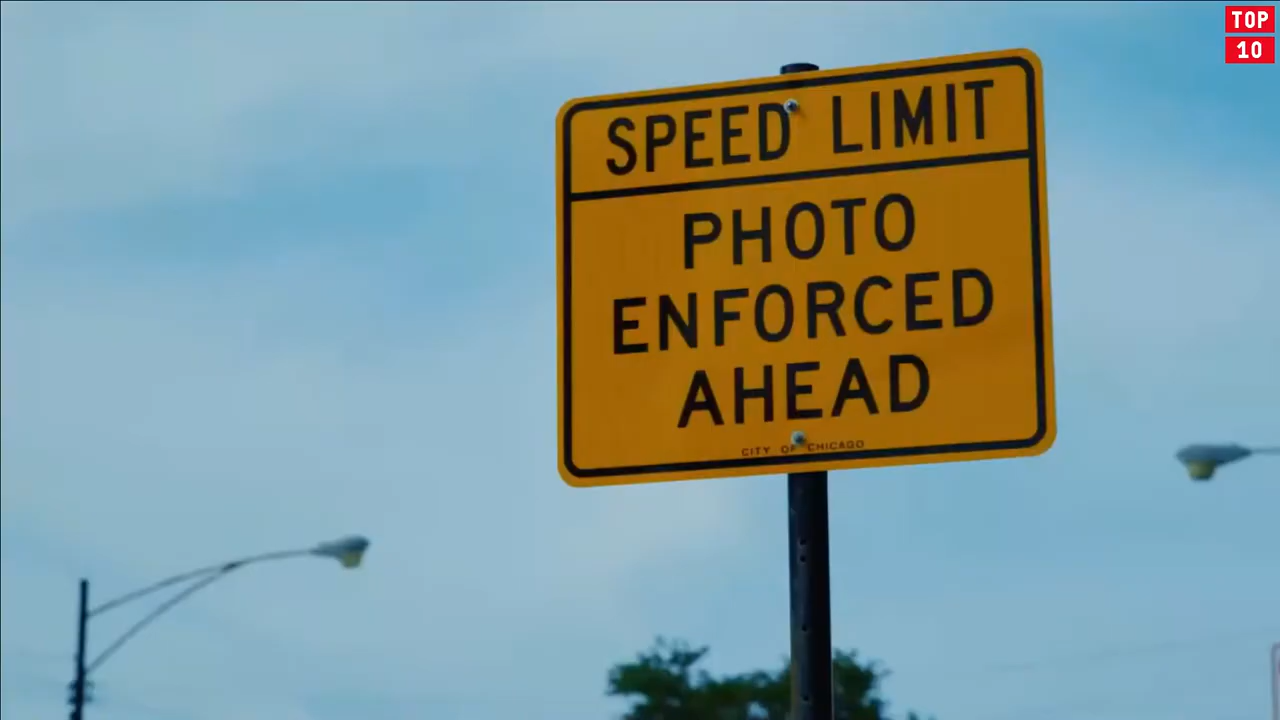 TOP
10
SPEED LIMIT
PHOTO
ENFORCED
AHEAD
CITY OF CHICAGO